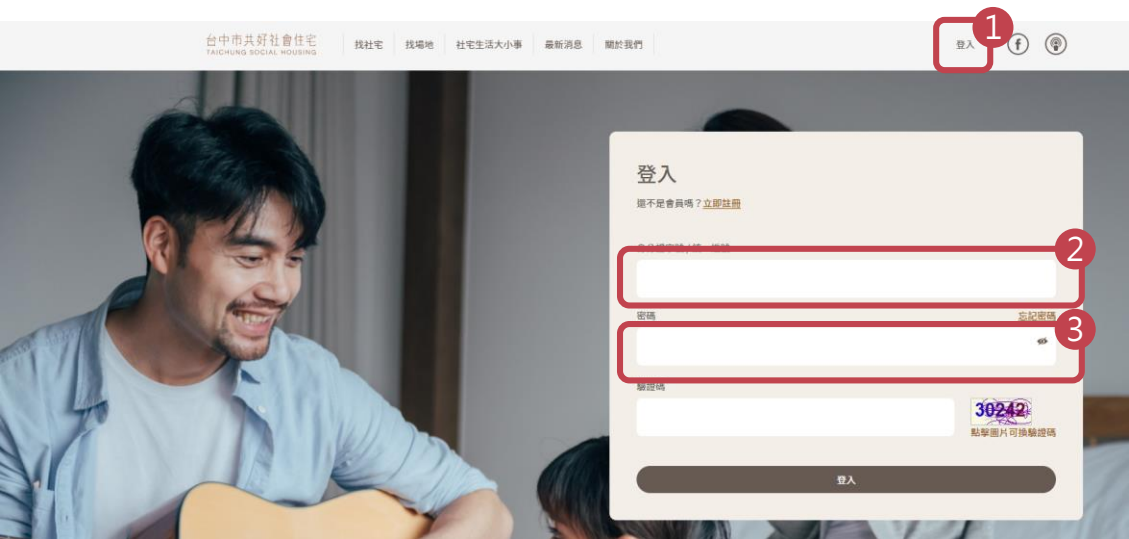 台中市共好社會住宅
TAICHUNG SOCIAL HOUSING
找社宅
找場地
社宅生活大小事
最新消息
關於我們
登入
1
f
登入
還不是會員嗎？立即註冊
2
密碼
忘記密碼
3
驗證碼
30242
點擊圖片可換驗證碼
登入